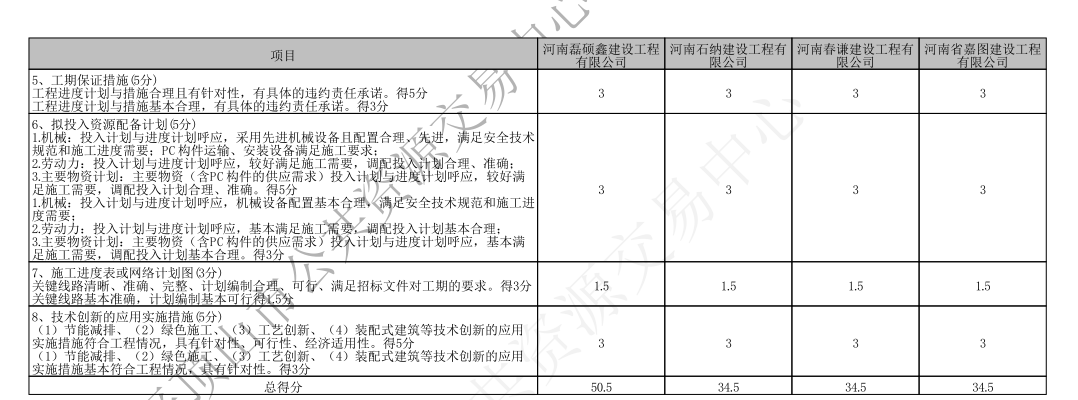 项目
河南磊硕鑫建设工程有限公司
河南石纳建设工程有限公司
河南春谦建设工程有限公司
河南省嘉图建设工程有限公司
5、工期保证措施(5分)
工程进度计划与措施合理且有针对性，有具体的违约责任承诺。得5分
工程进度计划与措施基本合理，有具体的违约责任承诺。得3分
3
3
3
3
6、拟投入资源配备计划(5分)
1.机械：投入计划与进度计划呼应，采用先进机械设备且配置合理、先进，满足安全技术
规范和施工进度需要；PC构件运输、安装设备满足施工要求；
2.劳动力：投入计划与进度计划呼应，较好满足施工需要，调配投入计划合理、准确；
3.主要物资计划：主要物资（含PC构件的供应需求）投入计划与进度计划呼应，较好满
足施工需要，调配投入计划合理、准确。得5分
1.机械：投入计划与进度计划呼应，机械设备配置基本合理，满足安全技术规范和施工进
度需要；
2.劳动力：投入计划与进度计划呼应，基本满足施工需要，调配投入计划基本合理；
3.主要物资计划：主要物资（含PC构件的供应需求）投入计划与进度计划呼应，基本满
足施工需要，调配投入计划基本合理。得3分
3
3
3
3
7、施工进度表或网络计划图(3分)
关键线路清晰、准确、完整、计划编制合理、可行、满足招标文件对工期的要求。得3分
关键线路基本准确，计划编制基本可行得1.5分
1.5
1.5
1.5
1.5
8、技术创新的应用实施措施(5分)
（1）节能减排、（2）绿色施工、（3）工艺创新、（4）装配式建筑等技术创新的应用
实施措施符合工程情况，具有针对性、可行性、经济适用性。得5分
（1）节能减排、（2）绿色施工、（3）工艺创新、（4）装配式建筑等技术创新的应用
实施措施基本符合工程情况，具有针对性。得3分
3
3
3
3
总得分
50.5
34.5
34.5
34.5
顶山市公共资源交易中心
共资源交易中心